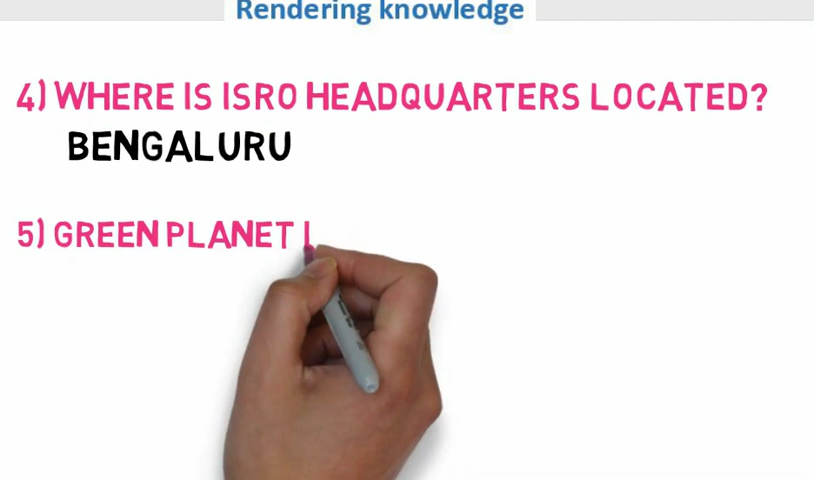 Rendering knowledge
4) WHERE IS ISRO HEADQUARTERS LOCATED?
BENGALURU
5) GREEN PLANET I